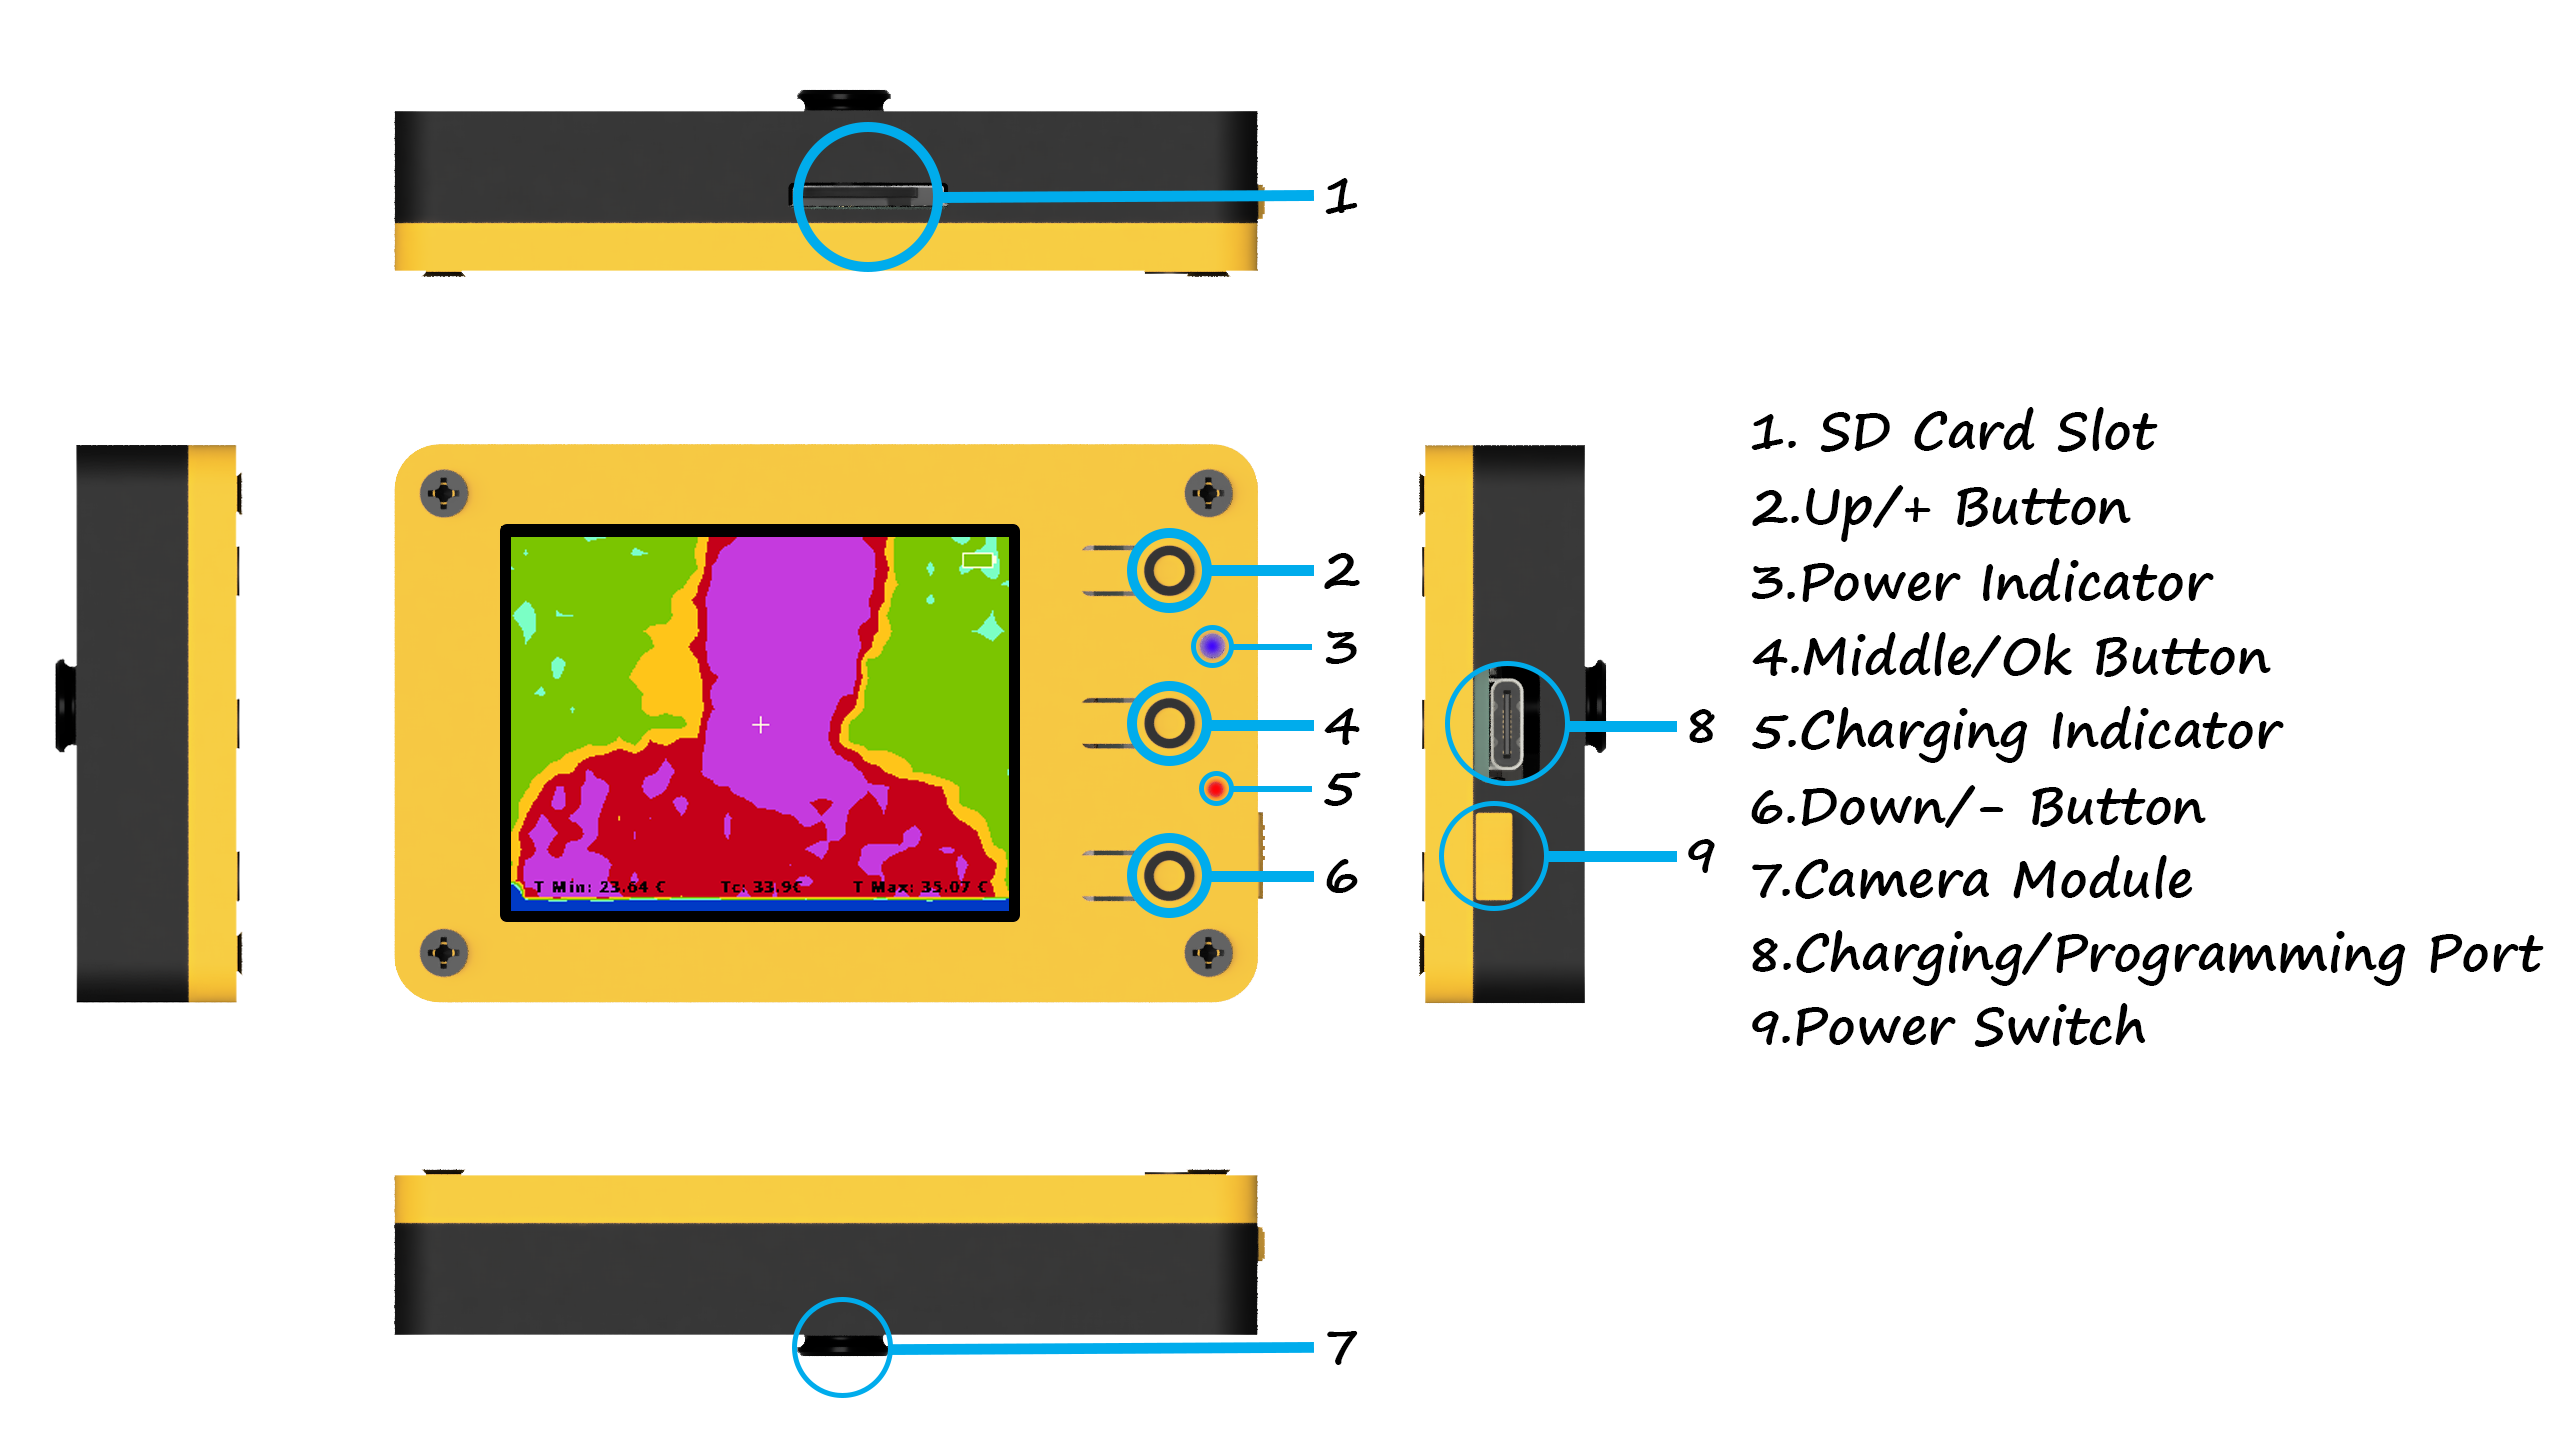 1
2
3
4
5
6
T Min: 23.64 C Tc: 33.9C T Max: 35.07 C
7
8
9
1. SD Card Slot
2.Up/+ Button
3.Power Indicator
4.Middle/Ok Button
5.Charging Indicator
6.Down/- Button
7.Camera Module
8.Charging/Programming Port
9.Power Switch